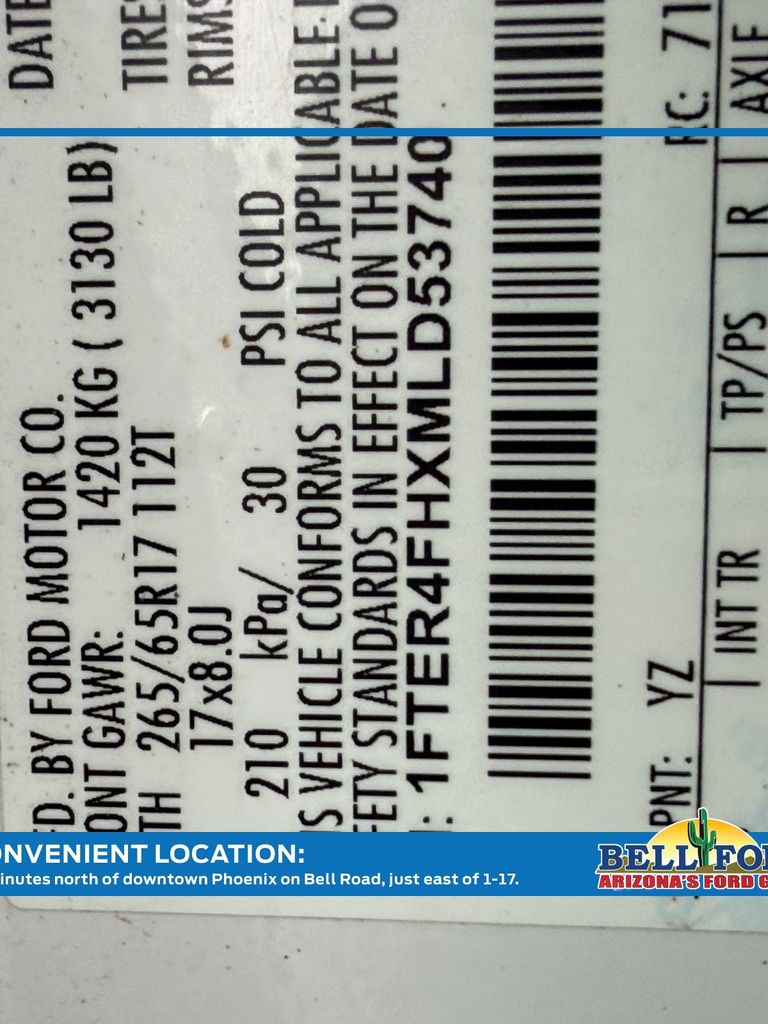 DATE
D. BY FORD MOTOR CO.
ONT GAWR: 1420 KG ( 3130 LB)
TH 265/65R17 112T
TIRES
17x8.0J
RIMS
210 kPa/ 30 PSI COLD
S VEHICLE CONFORMS TO ALL APPLICABLE
ETY STANDARDS IN EFFECT ON THE DATE O
: 1FTER4FHXMLD53740
PNT: YZ
RC: 71
INT TR | TP/PS | R | AXLE
ONVENIENT LOCATION:
inutes north of downtown Phoenix on Bell Road, just east of 1-17.
BELL FO
ARIZONA'S FORD G